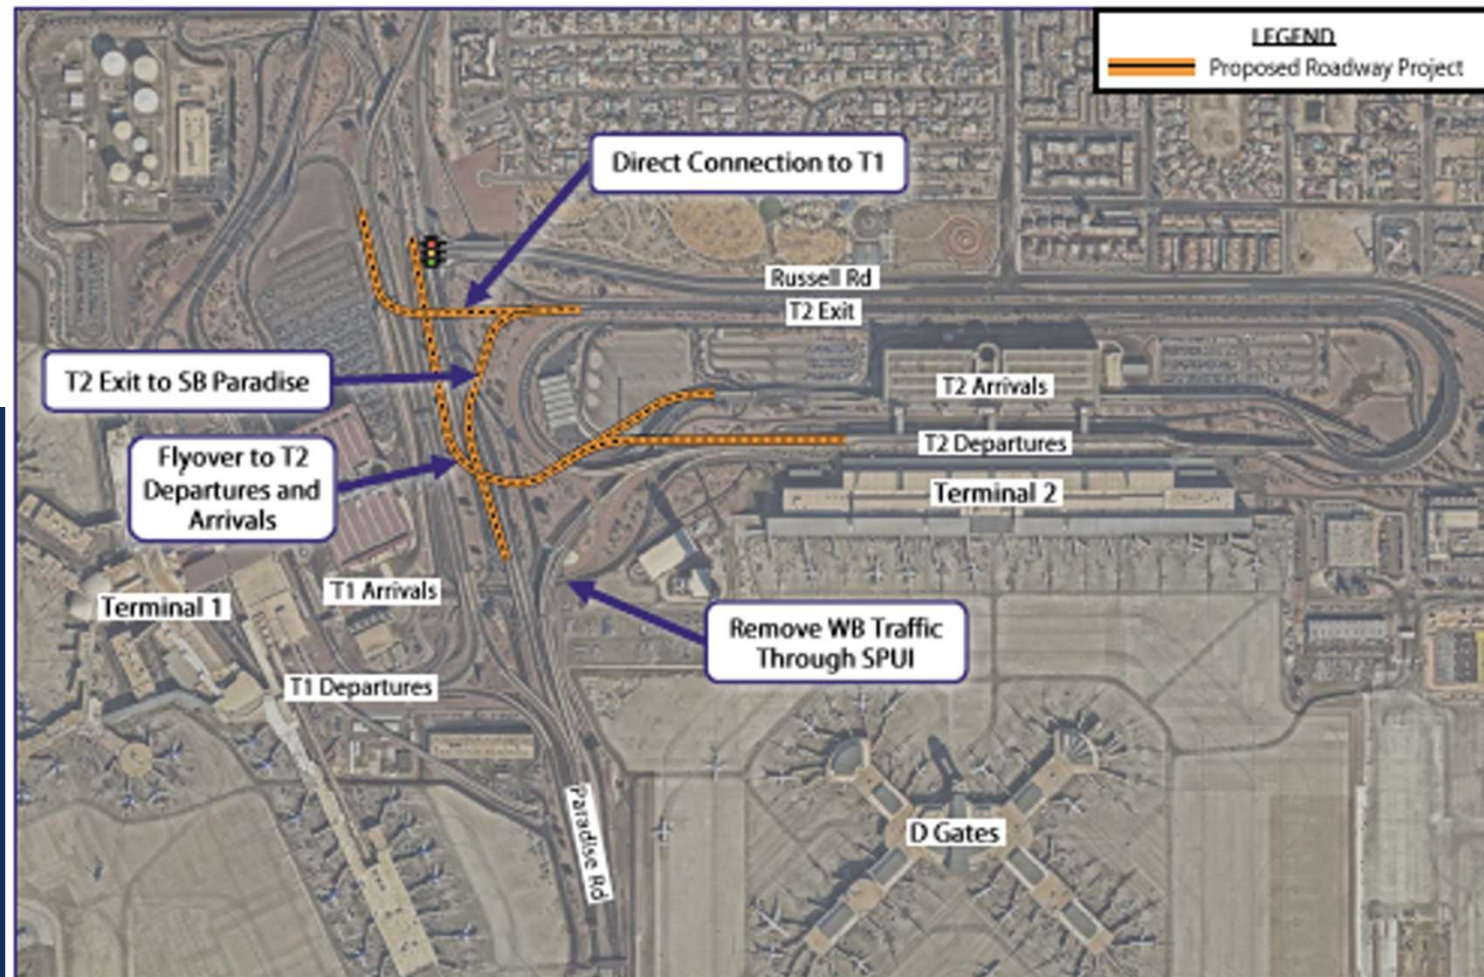 LEGEND
Proposed Roadway Project
Direct Connection to T1
Russell Rd
T2 Exit
T2 Exit to SB Paradise
T2 Arrivals
Flyover to T2
Departures and
Arrivals
T2 Departures
Terminal 2
T1 Arrivals
Terminal 1
Remove WB Traffic
Through SPUI
T1 Departures
Paradise Rd
D Gates